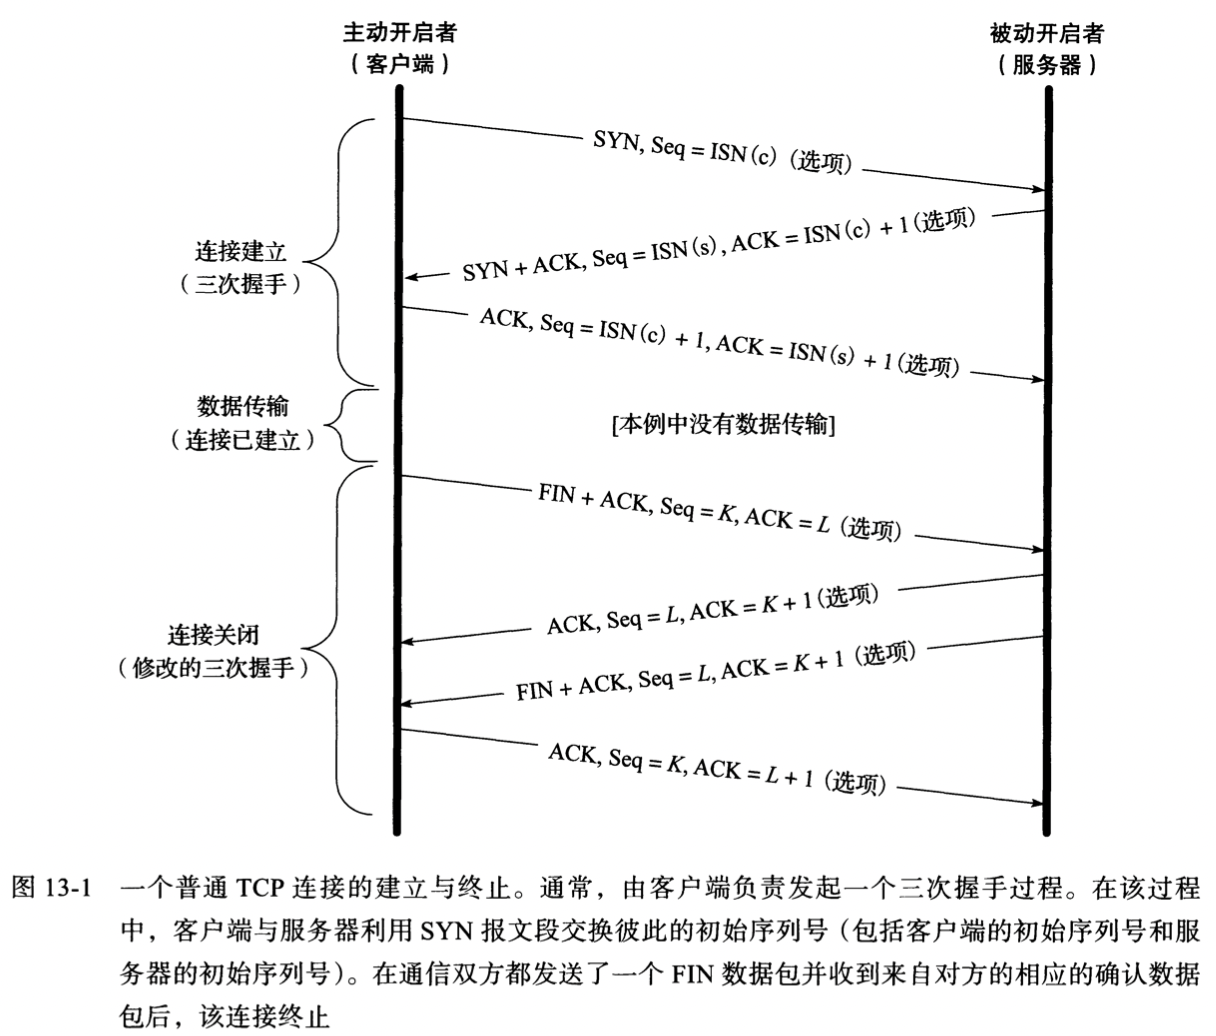 主动开启者
（客户端）
被动开启者
（服务器）
SYN, Seq = ISN(c)（选项）
SYN + ACK, Seq = ISN(s), ACK = ISN(c) + 1(选项)
ACK, Seq = ISN(c) + 1, ACK = ISN(s) + 1(选项)
连接建立
（三次握手）
数据传输
（连接已建立）
[本例中没有数据传输]
FIN + ACK, Seq = K, ACK = L（选项）
ACK, Seq = L, ACK = K + 1(选项)
FIN + ACK, Seq = L, ACK = K + 1（选项）
ACK, Seq = K, ACK = L + 1（选项）
连接关闭
（修改的三次握手）
图 13-1 一个普通 TCP 连接的建立与终止。通常，由客户端负责发起一个三次握手过程。在该过程
中，客户端与服务器利用 SYN 报文段交换彼此的初始序列号（包括客户端的初始序列号和服
务器的初始序列号）。在通信双方都发送了一个 FIN 数据包并收到来自对方的相应的确认数据
包后，该连接终止